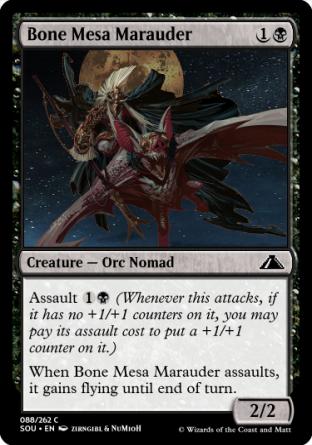 Bone Mesa Marauder 1
Creature — Orc Nomad
Assault 1 (Whenever this attacks, if
it has no +1/+1 counters on it, you may
pay its assault cost to put a +1/+1
counter on it.)
When Bone Mesa Marauder assaults,
it gains flying until end of turn.
2/2
088/262 C
SOU • EN ZIRNGIBL & NUMIOH
™ & © Wizards of the Coast and Matt